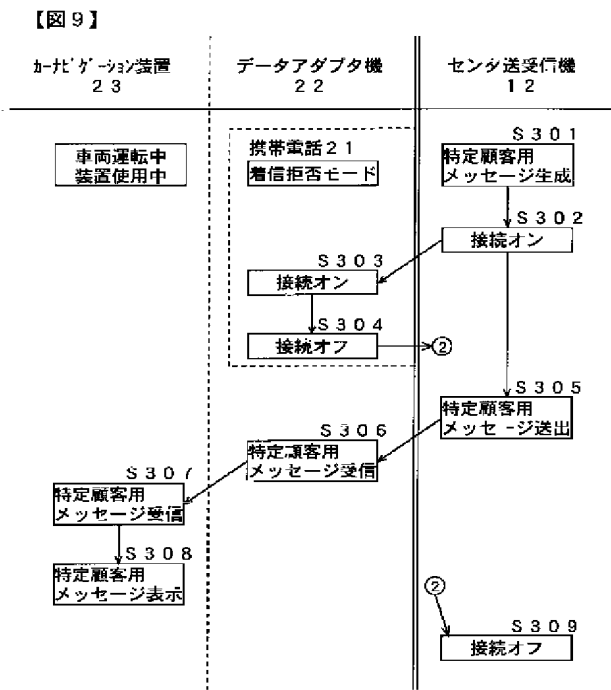 【図９】
カーナビゲーション装置
２３
データアダプタ機
２２
センタ送受信機
１２
車両運転中
装置使用中
携帯電話２１
着信拒否モード
Ｓ３０１
特定顧客用
メッセージ生成
Ｓ３０２
接続オン
Ｓ３０３
接続オン
Ｓ３０４
接続オフ
②
Ｓ３０５
特定顧客用
メッセージ送出
Ｓ３０６
特定顧客用
メッセージ受信
Ｓ３０７
特定顧客用
メッセージ受信
Ｓ３０８
特定顧客用
メッセージ表示
②
Ｓ３０９
接続オフ